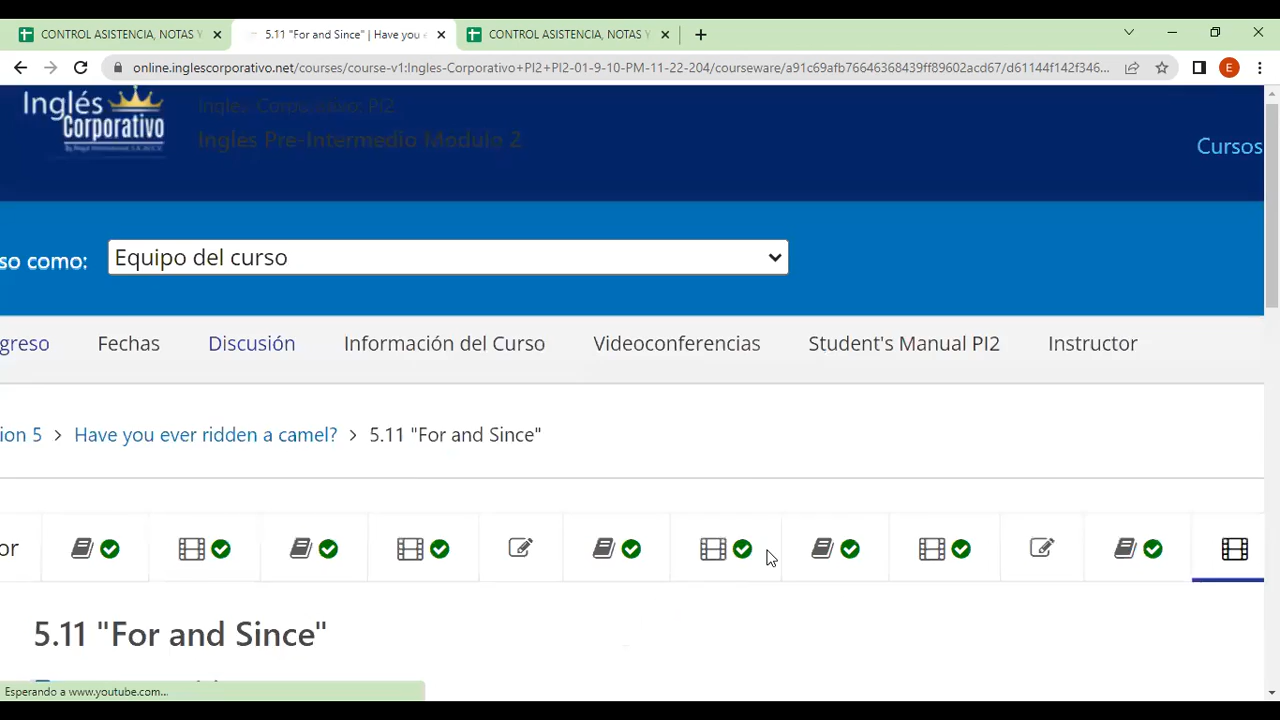 CONTROL ASISTENCIA, NOTAS Y
5.11 "For and Since" | Have you e
CONTROL ASISTENCIA, NOTAS Y
online.inglescorporativo.net/courses/course-v1:Ingles-Corporativo+PI2+PI2-01-9-10-PM-11-22-204/courseware/a91c69afb76646368439ff89602acd67/d61144f142f346...
E
Inglés
Corporativo
Ingles Corporativo: PI2
Ingles Pre-Intermedio Modulo 2
Cursos
so como:
Equipo del curso
greso
Fechas
Discusión
Información del Curso
Videoconferencias
Student's Manual PI2
Instructor
ion 5 > Have you ever ridden a camel? > 5.11 "For and Since"
or
5.11 "For and Since"
Esperando a www.youtube.com...